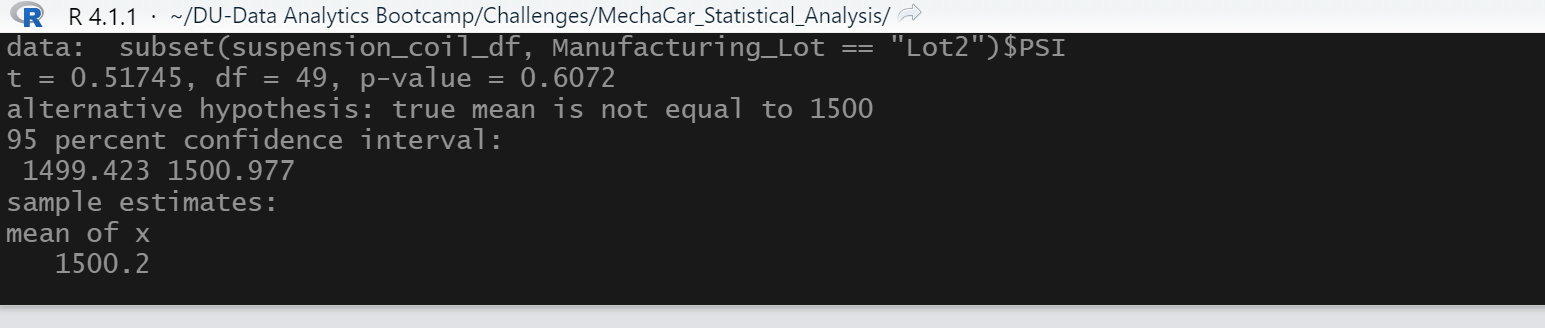 R R 4.1.1 · ~/DU-Data Analytics Bootcamp/Challenges/MechaCar_Statistical_Analysis/
data:  subset(suspension_coil_df, Manufacturing_Lot == "Lot2")$PSI
t = 0.51745, df = 49, p-value = 0.6072
alternative hypothesis: true mean is not equal to 1500
95 percent confidence interval:
 1499.423 1500.977
sample estimates:
mean of x
   1500.2